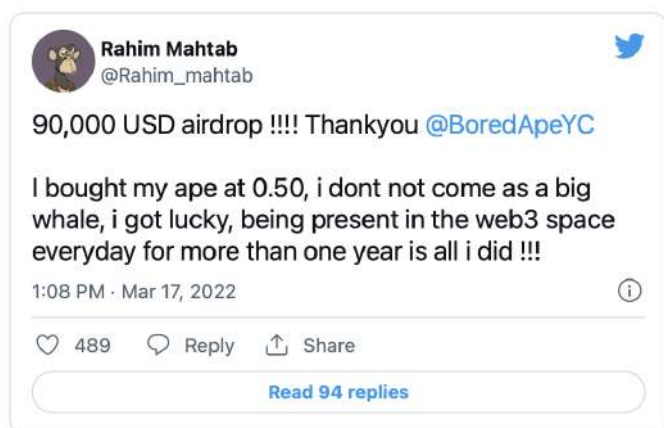 Rahim Mahtab
@Rahim_mahtab
90,000 USD airdrop !!!! Thankyou @BoredApeYC
I bought my ape at 0.50, i dont not come as a big
whale, i got lucky, being present in the web3 space
everyday for more than one year is all i did !!!
1:08 PM · Mar 17, 2022
489 Reply Share
Read 94 replies